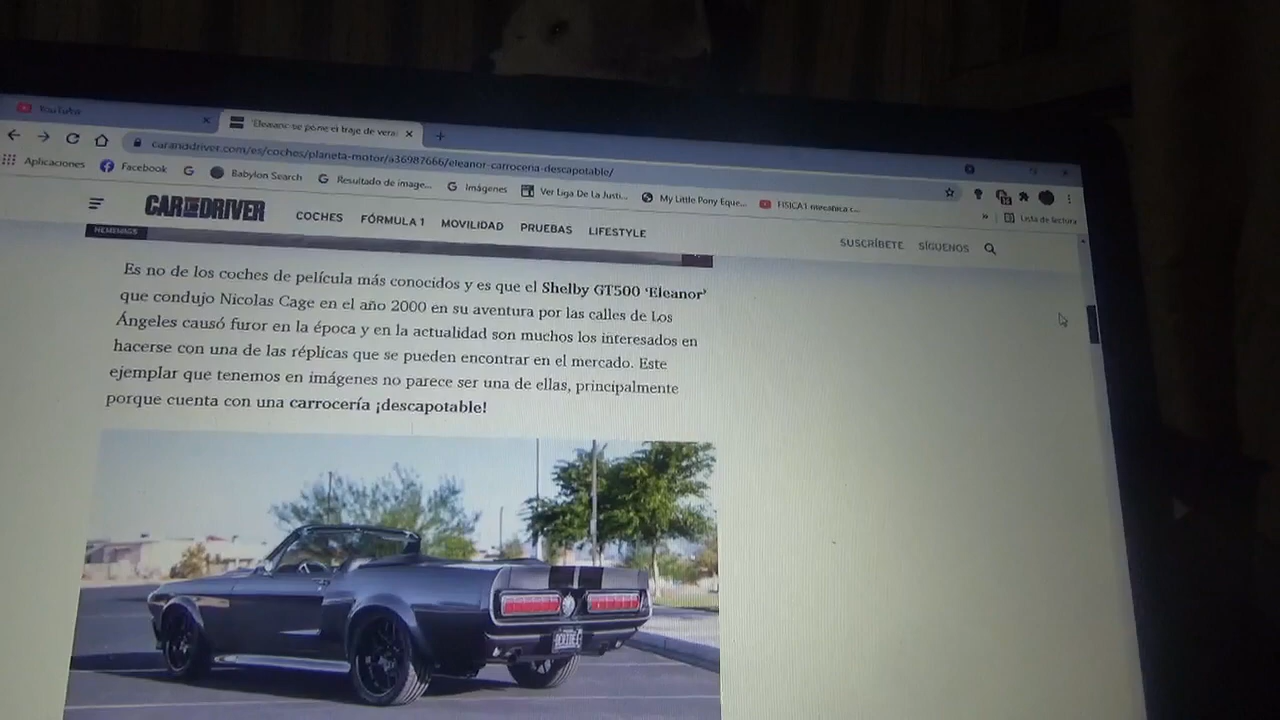 YouTube
'Eleanor' se pone el traje de vera
caranddriver.com/es/coches/planeta-motor/a36987666/eleanor-carroceria-descapotable/
Aplicaciones Facebook Babylon Search Resultado de image... Imágenes Ver Liga De La Justi... My Little Pony Eque... FISICA1 mecanica c... » Lista de lectura
CAR AND DRIVER COCHES FÓRMULA 1 MOVILIDAD PRUEBAS LIFESTYLE SUSCRÍBETE SÍGUENOS
HEMMINGS
Es no de los coches de película más conocidos y es que el Shelby GT500 ‘Eleanor’
que condujo Nicolas Cage en el año 2000 en su aventura por las calles de Los
Ángeles causó furor en la época y en la actualidad son muchos los interesados en
hacerse con una de las réplicas que se pueden encontrar en el mercado. Este
ejemplar que tenemos en imágenes no parece ser una de ellas, principalmente
porque cuenta con una carrocería ¡descapotable!